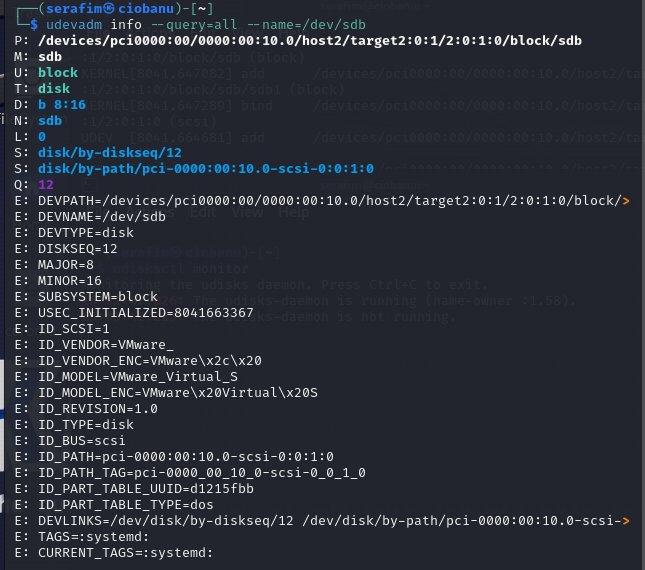 ┌──(serafim㉿ciobanu)-[~]
└─$ udevadm info --query=all --name=/dev/sdb
P: /devices/pci0000:00/0000:00:10.0/host2/target2:0:1/2:0:1:0/block/sdb
M: sdb
U: block
T: disk
D: b 8:16
N: sdb
L: 0
S: disk/by-diskseq/12
S: disk/by-path/pci-0000:00:10.0-scsi-0:0:1:0
Q: 12
E: DEVPATH=/devices/pci0000:00/0000:00:10.0/host2/target2:0:1/2:0:1:0/block/>
E: DEVNAME=/dev/sdb
E: DEVTYPE=disk
E: DISKSEQ=12
E: MAJOR=8
E: MINOR=16
E: SUBSYSTEM=block
E: USEC_INITIALIZED=8041663367
E: ID_SCSI=1
E: ID_VENDOR=VMware_
E: ID_VENDOR_ENC=VMware\x2c\x20
E: ID_MODEL=VMware_Virtual_S
E: ID_MODEL_ENC=VMware\x20Virtual\x20S
E: ID_REVISION=1.0
E: ID_TYPE=disk
E: ID_BUS=scsi
E: ID_PATH=pci-0000:00:10.0-scsi-0:0:1:0
E: ID_PATH_TAG=pci-0000_00_10_0-scsi-0_0_1_0
E: ID_PART_TABLE_UUID=d1215fbb
E: ID_PART_TABLE_TYPE=dos
E: DEVLINKS=/dev/disk/by-diskseq/12 /dev/disk/by-path/pci-0000:00:10.0-scsi->
E: TAGS=:systemd:
E: CURRENT_TAGS=:systemd: